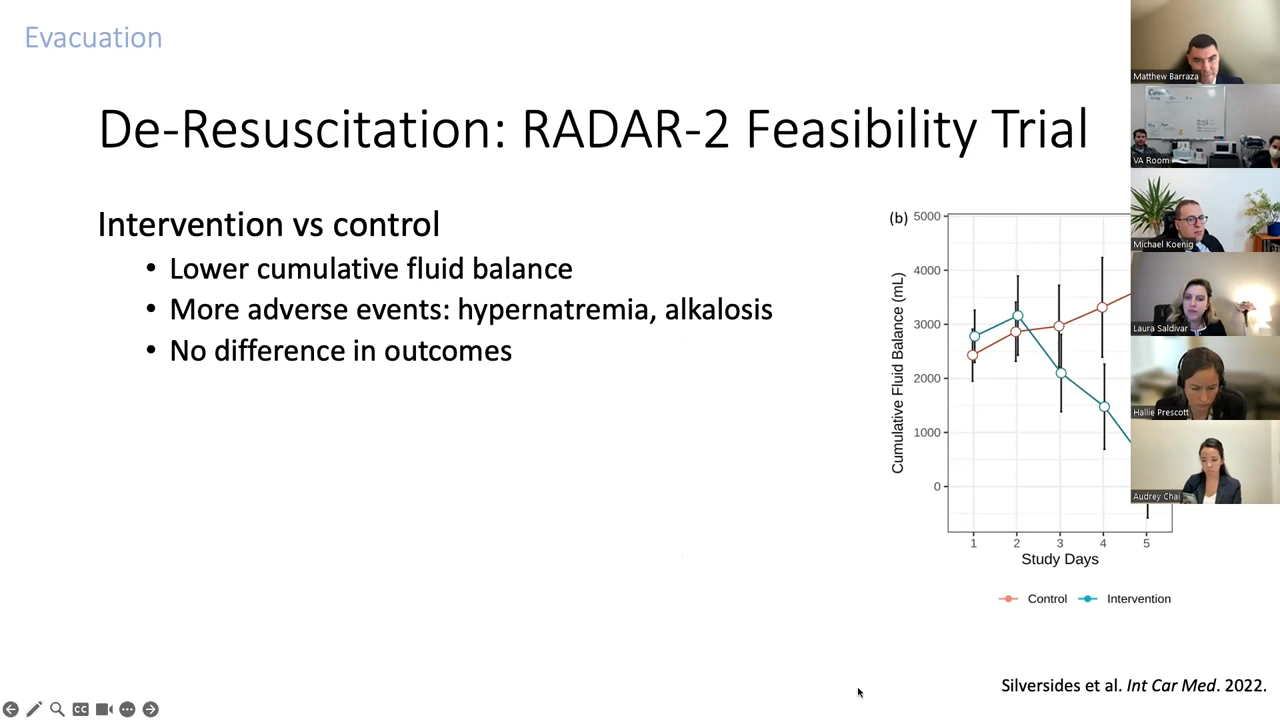 Evacuation
De-Resuscitation: RADAR-2 Feasibility Trial
Intervention vs control
• Lower cumulative fluid balance
• More adverse events: hypernatremia, alkalosis
• No difference in outcomes
(b)
5000
4000
3000
2000
1000
0
Cumulative Fluid Balance (mL)
1 2 3 4 5
Study Days
Control Intervention
Silversides et al. Int Car Med. 2022.
Matthew Barraza
VA Room
Michael Koenig
Laura Saldivar
Hallie Prescott
Audrey Chai
CC